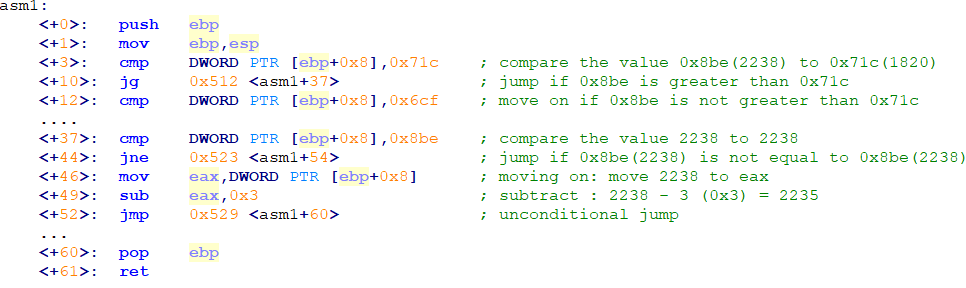 asm1:
<+0>: push ebp
<+1>: mov ebp,esp
<+3>: cmp DWORD PTR [ebp+0x8],0x71c ; compare the value 0x8be(2238) to 0x71c(1820)
<+10>: jg 0x512 <asm1+37> ; jump if 0x8be is greater than 0x71c
<+12>: cmp DWORD PTR [ebp+0x8],0x6cf ; move on if 0x8be is not greater than 0x71c
....
<+37>: cmp DWORD PTR [ebp+0x8],0x8be ; compare the value 2238 to 2238
<+44>: jne 0x523 <asm1+54> ; jump if 0x8be(2238) is not equal to 0x8be(2238)
<+46>: mov eax,DWORD PTR [ebp+0x8] ; moving on: move 2238 to eax
<+49>: sub eax,0x3 ; subtract : 2238 - 3 (0x3) = 2235
<+52>: jmp 0x529 <asm1+60> ; unconditional jump
...
<+60>: pop ebp
<+61>: ret